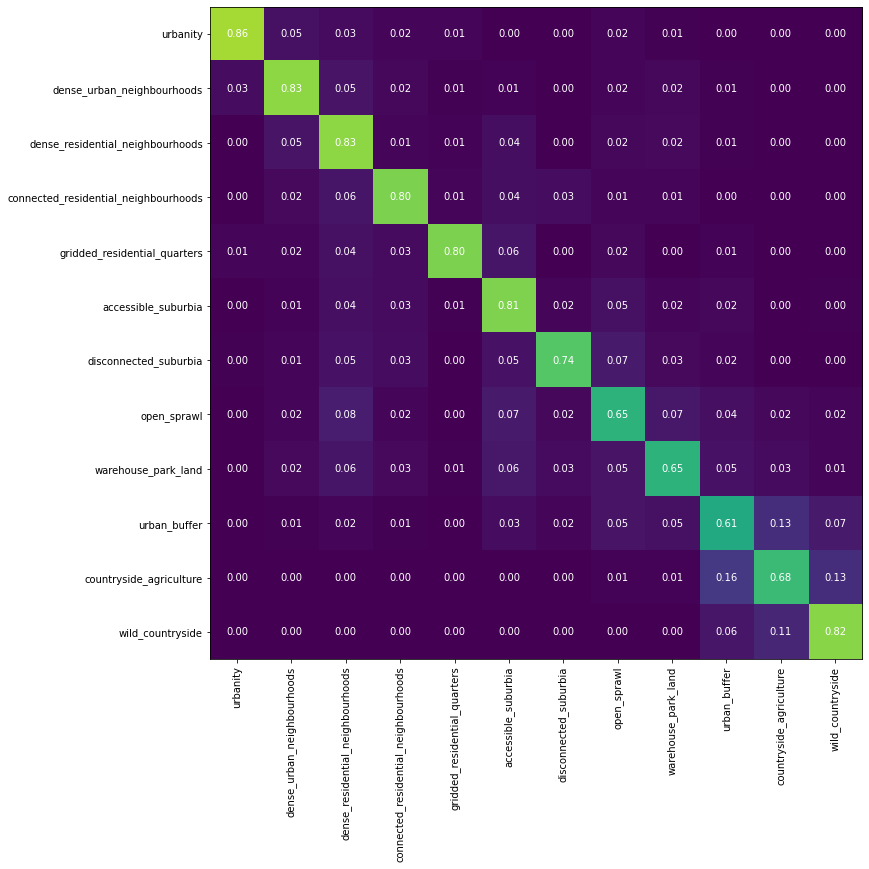 urbanity 0.86 0.05 0.03 0.02 0.01 0.00 0.00 0.02 0.01 0.00 0.00 0.00
dense_urban_neighbourhoods 0.03 0.83 0.05 0.02 0.01 0.01 0.00 0.02 0.02 0.01 0.00 0.00
dense_residential_neighbourhoods 0.00 0.05 0.83 0.01 0.01 0.04 0.00 0.02 0.02 0.01 0.00 0.00
connected_residential_neighbourhoods 0.00 0.02 0.06 0.80 0.01 0.04 0.03 0.01 0.01 0.00 0.00 0.00
gridded_residential_quarters 0.01 0.02 0.04 0.03 0.80 0.06 0.00 0.02 0.00 0.01 0.00 0.00
accessible_suburbia 0.00 0.01 0.04 0.03 0.01 0.81 0.02 0.05 0.02 0.02 0.00 0.00
disconnected_suburbia 0.00 0.01 0.05 0.03 0.00 0.05 0.74 0.07 0.03 0.02 0.00 0.00
open_sprawl 0.00 0.02 0.08 0.02 0.00 0.07 0.02 0.65 0.07 0.04 0.02 0.02
warehouse_park_land 0.00 0.02 0.06 0.03 0.01 0.06 0.03 0.05 0.65 0.05 0.03 0.01
urban_buffer 0.00 0.01 0.02 0.01 0.00 0.03 0.02 0.05 0.05 0.61 0.13 0.07
countryside_agriculture 0.00 0.00 0.00 0.00 0.00 0.00 0.00 0.01 0.01 0.16 0.68 0.13
wild_countryside 0.00 0.00 0.00 0.00 0.00 0.00 0.00 0.00 0.00 0.06 0.11 0.82
urbanity
dense_urban_neighbourhoods
dense_residential_neighbourhoods
connected_residential_neighbourhoods
gridded_residential_quarters
accessible_suburbia
disconnected_suburbia
open_sprawl
warehouse_park_land
urban_buffer
countryside_agriculture
wild_countryside